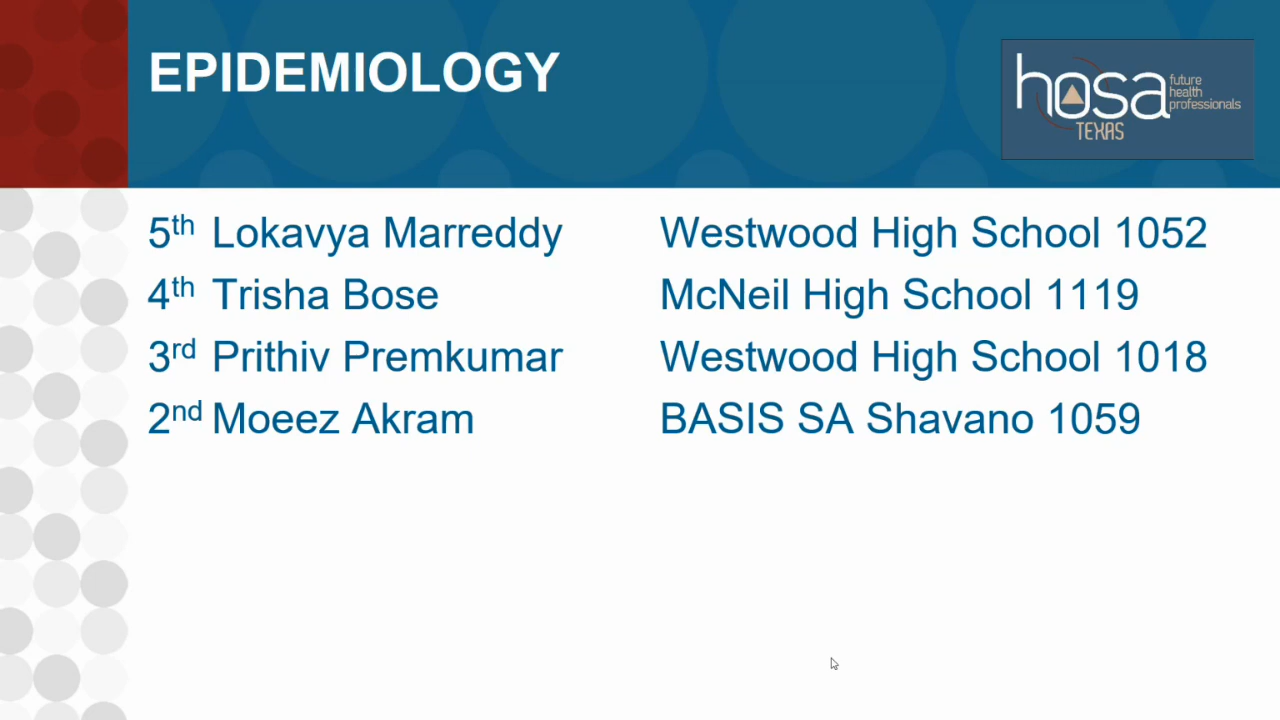 EPIDEMIOLOGY
hosa future health professionals
TEXAS
5th Lokavya Marreddy Westwood High School 1052
4th Trisha Bose McNeil High School 1119
3rd Prithiv Premkumar Westwood High School 1018
2nd Moeez Akram BASIS SA Shavano 1059